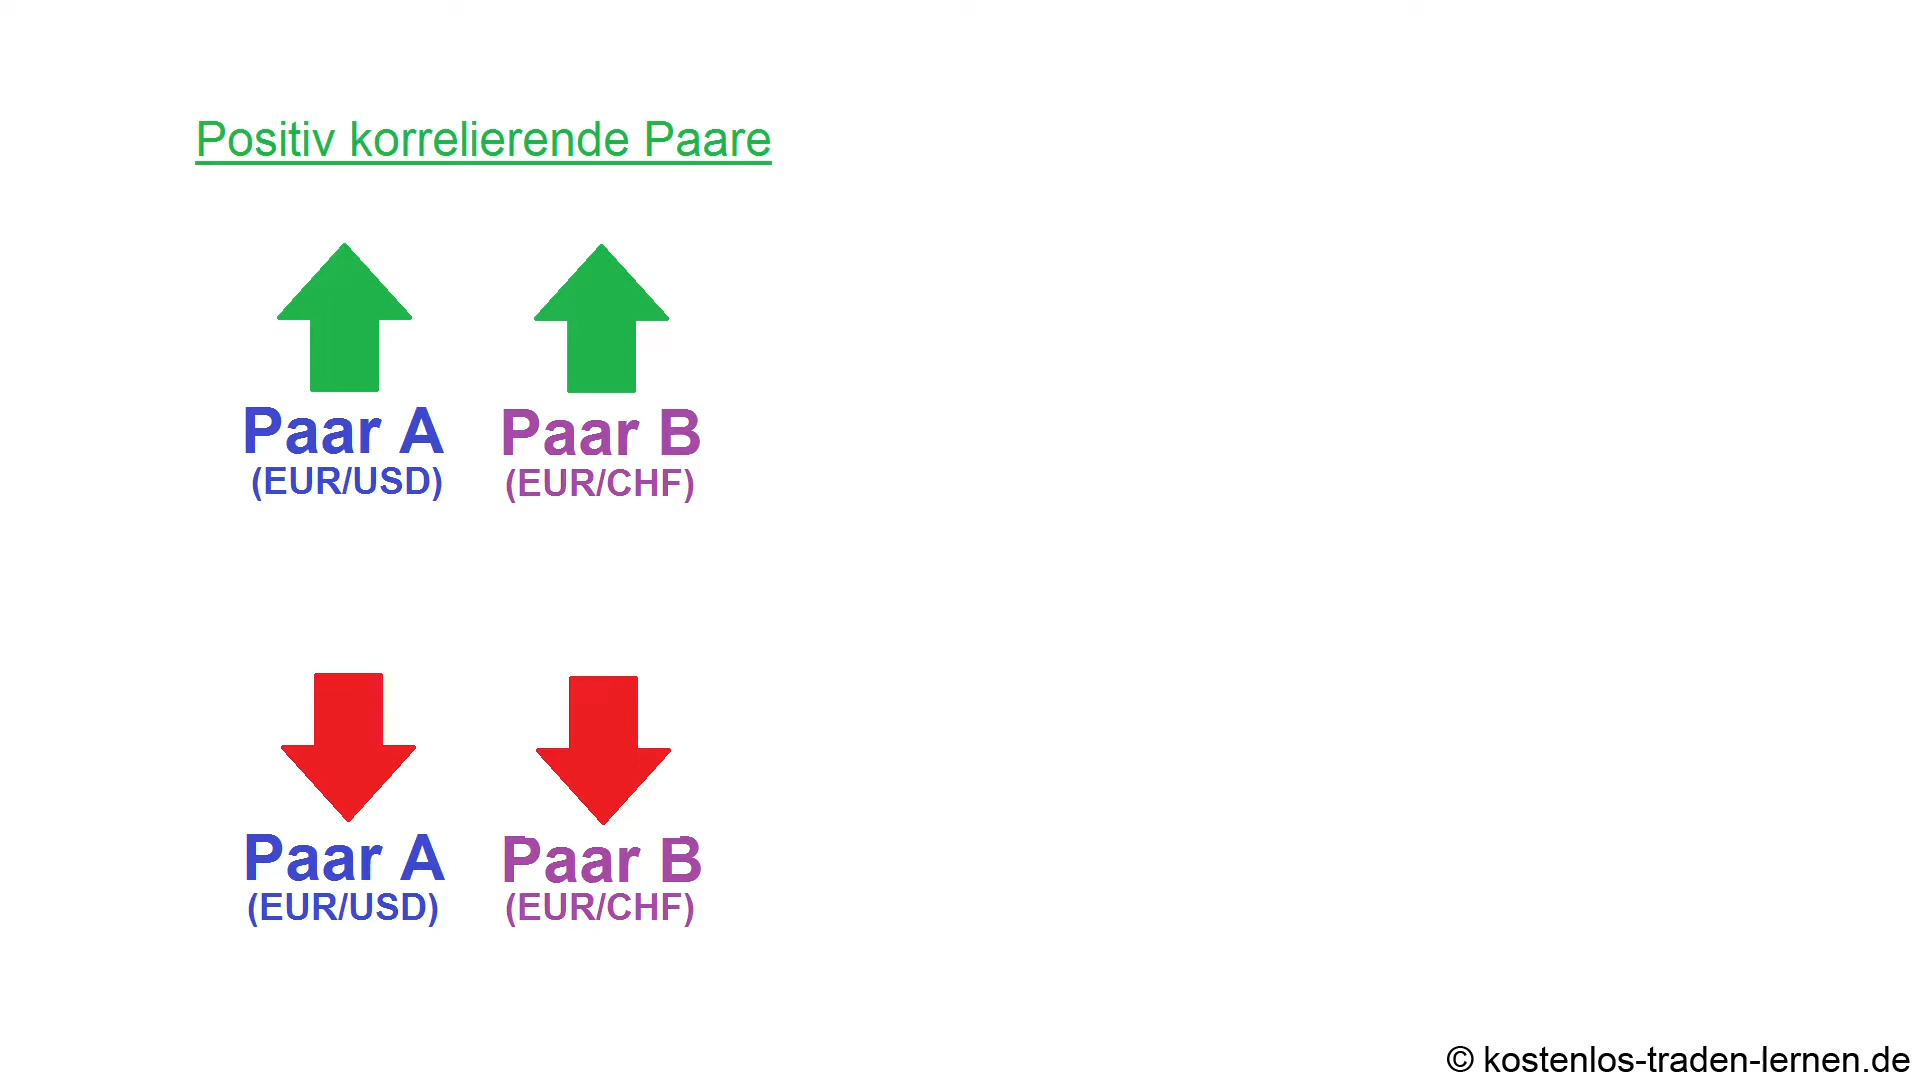 Positiv korrelierende Paare
Paar A
(EUR/USD)
Paar B
(EUR/CHF)
Paar A
(EUR/USD)
Paar B
(EUR/CHF)
© kostenlos-traden-lernen.de